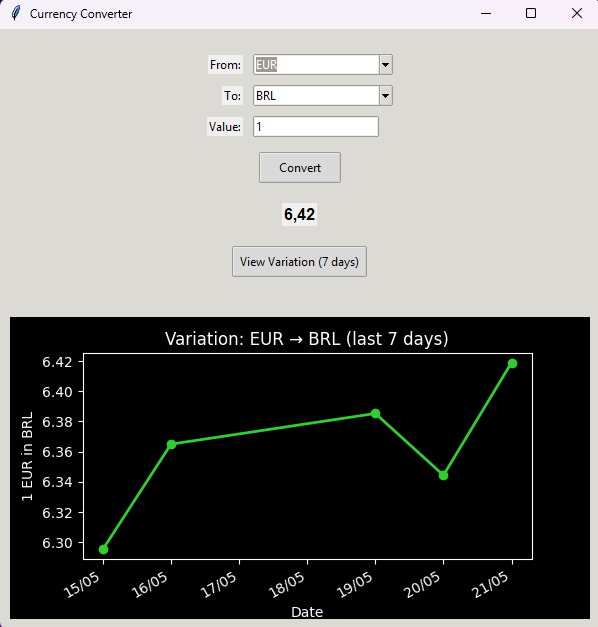 Currency Converter
From: EUR
To: BRL
Value: 1
Convert
6,42
View Variation (7 days)
Variation: EUR → BRL (last 7 days)
6.42
6.40
6.38
6.36
6.34
6.32
6.30
1 EUR in BRL
15/05 16/05 17/05 18/05 19/05 20/05 21/05
Date